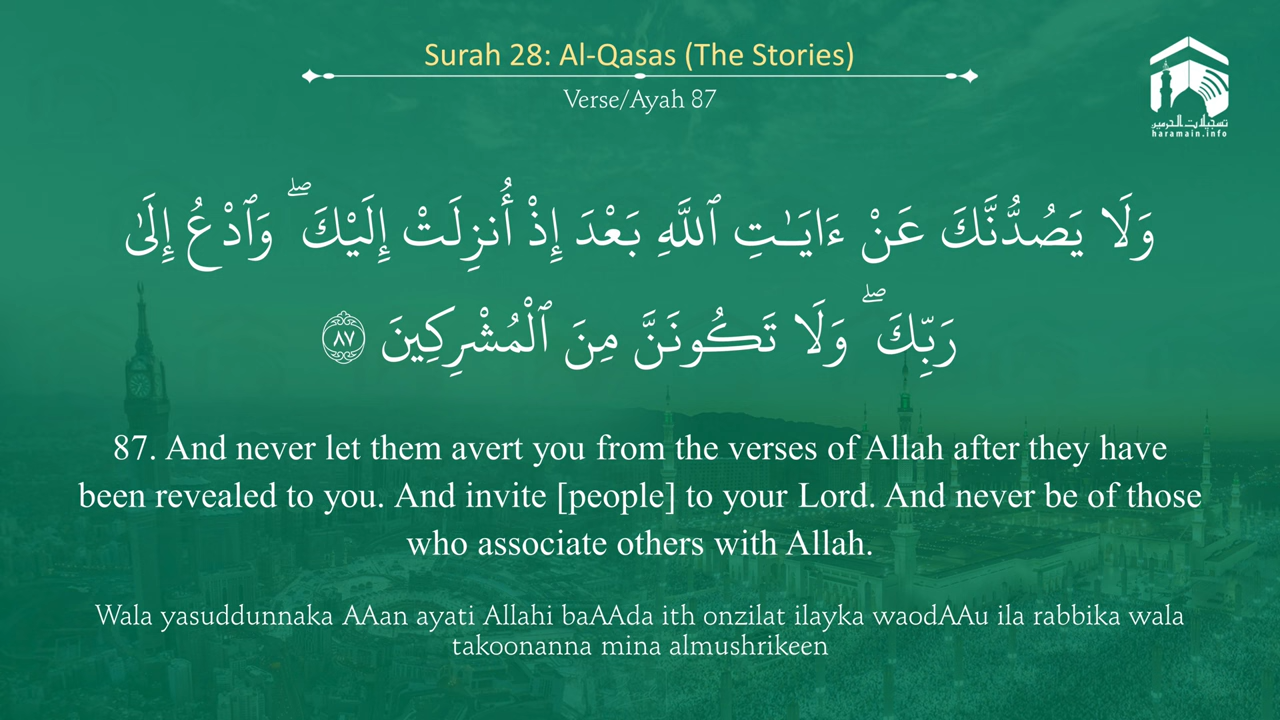 Surah 28: Al-Qasas (The Stories)
Verse/Ayah 87
تسجيلات الحرمين
haramain.info
وَلَا يَصُدُّنَّكَ عَنْ ءَايَـٰتِ ٱللَّهِ بَعْدَ إِذْ أُنزِلَتْ إِلَيْكَ ۖ وَٱدْعُ إِلَىٰ
رَبِّكَ ۖ وَلَا تَكُونَنَّ مِنَ ٱلْمُشْرِكِينَ ٨٧
87. And never let them avert you from the verses of Allah after they have
been revealed to you. And invite [people] to your Lord. And never be of those
who associate others with Allah.
Wala yasuddunnaka AAan ayati Allahi baAAda ith onzilat ilayka waodAAu ila rabbika wala
takoonanna mina almushrikeen